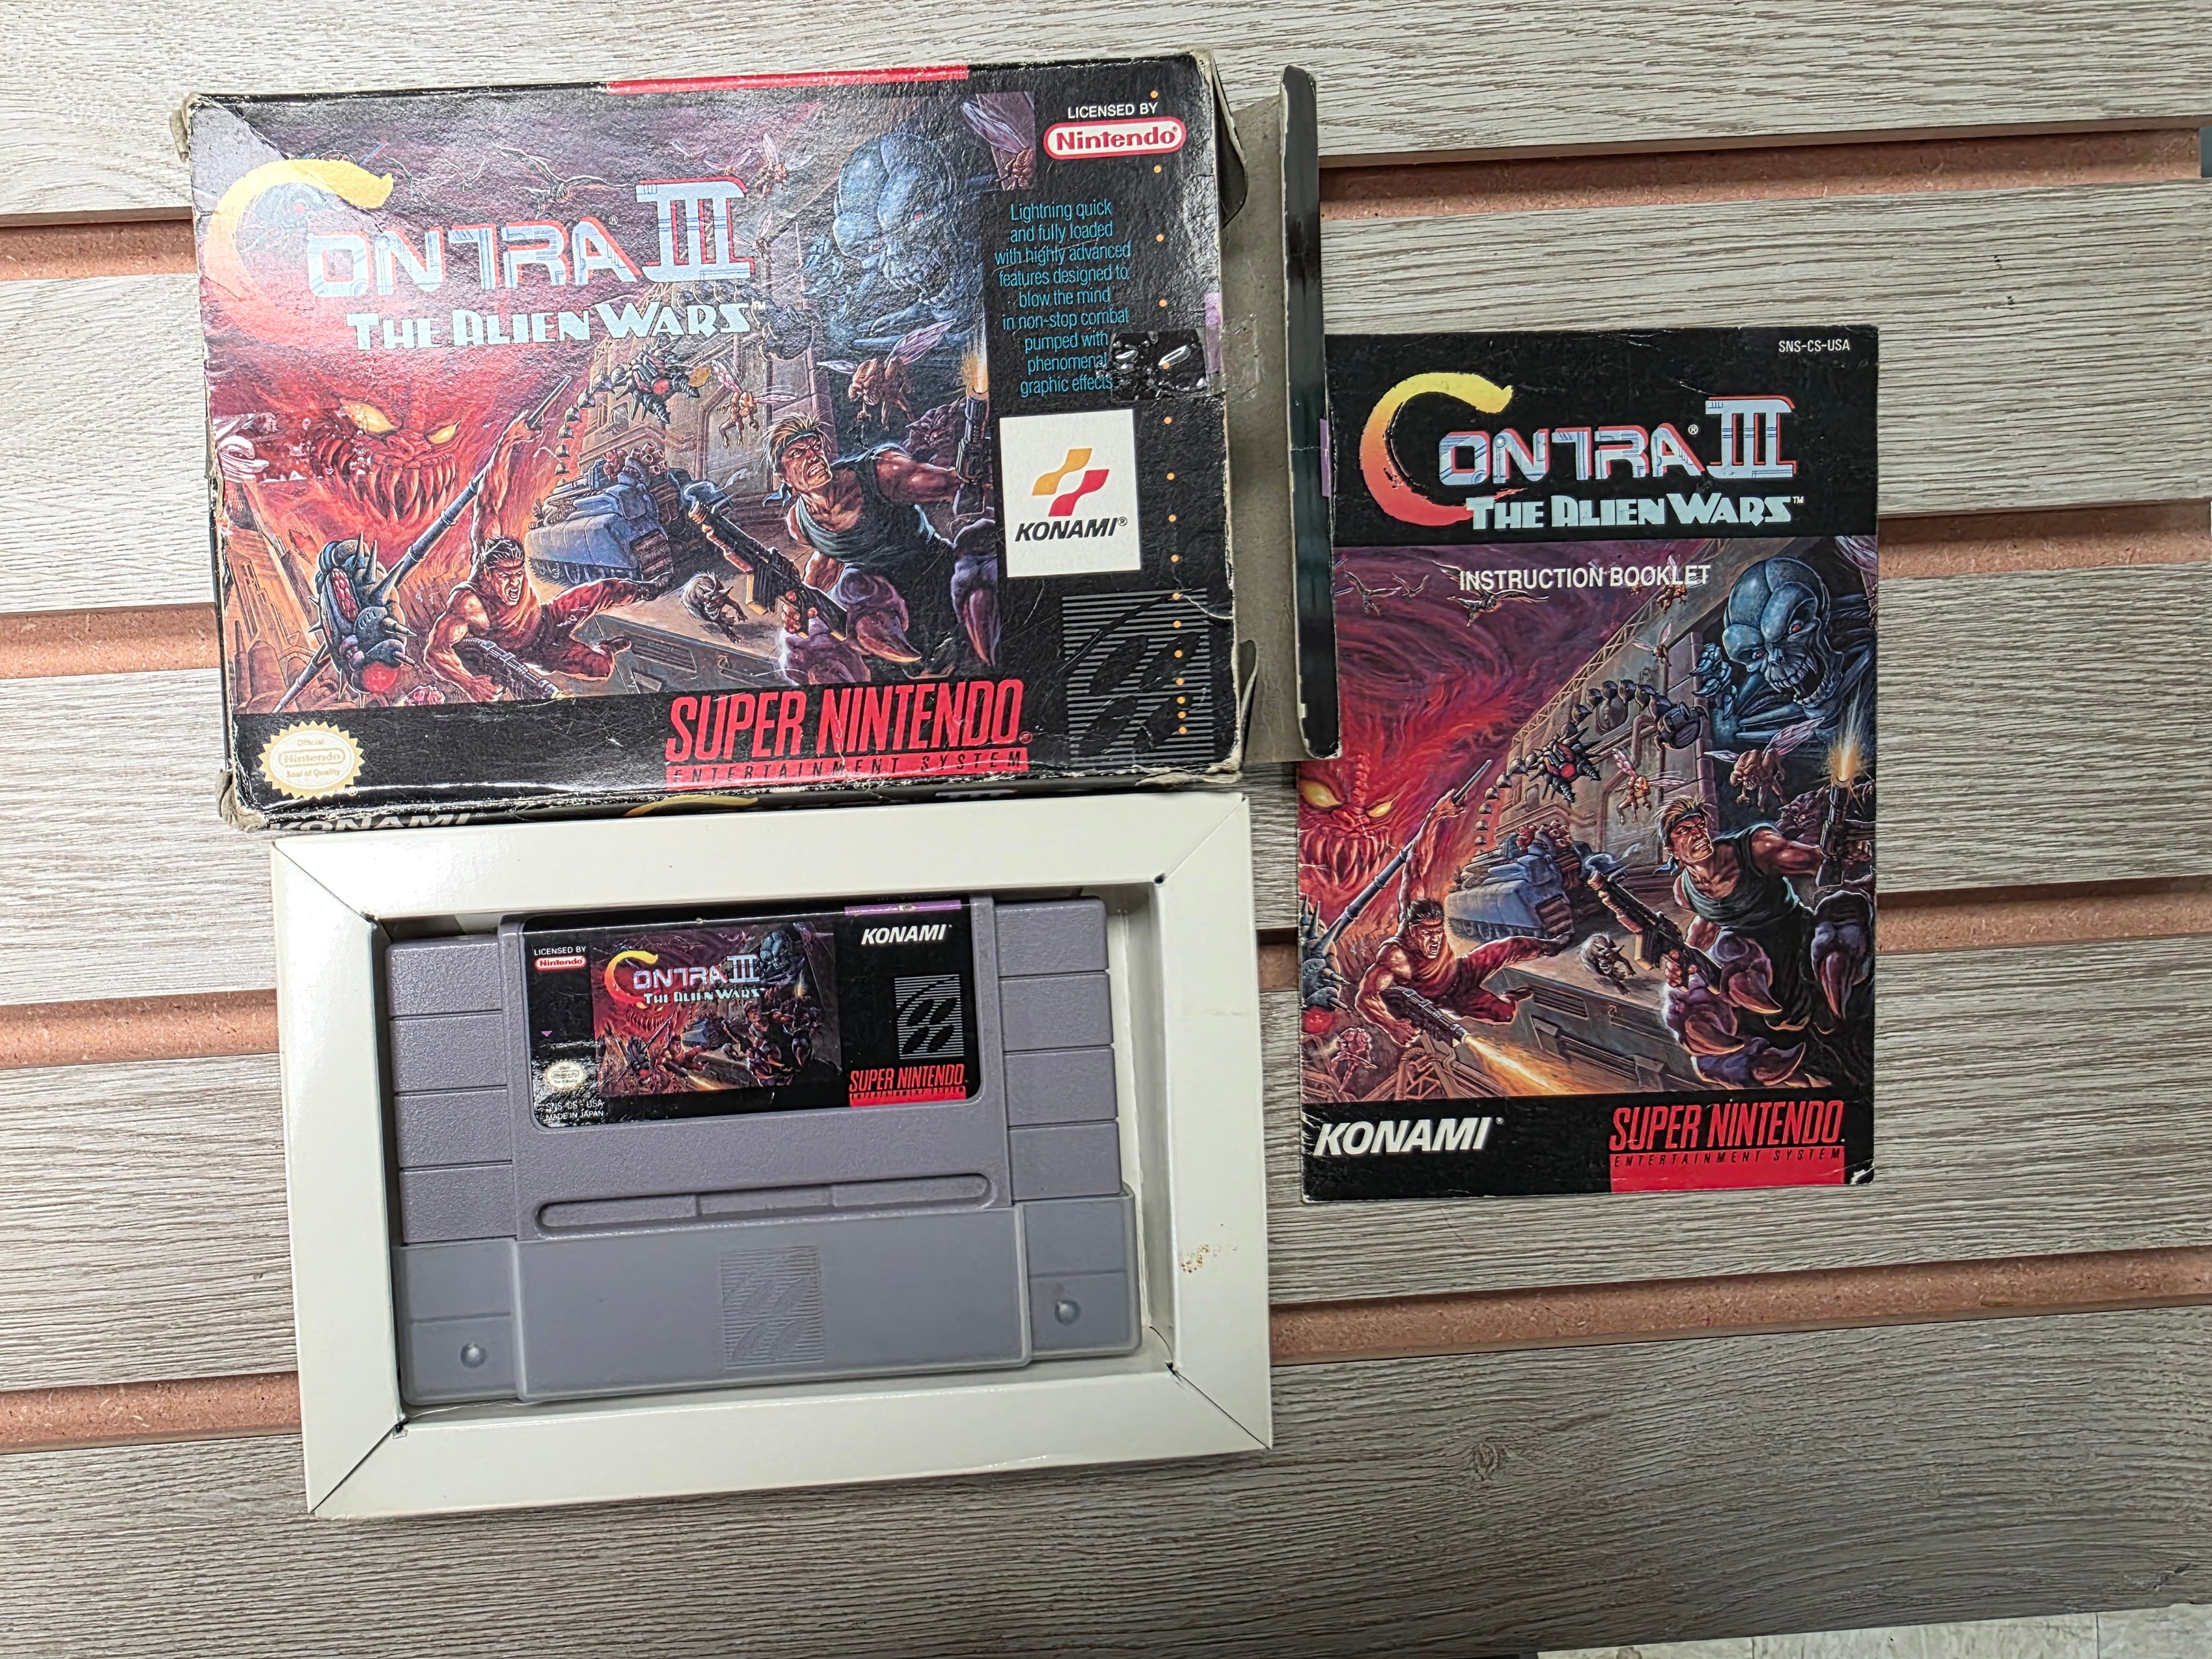 LICENSED BY
Nintendo®
CONTRA® III
THE ALIEN WARS™
Lightning quick
and fully loaded
with highly advanced
features designed to
blow the mind
in non-stop combat
pumped with
phenomenal
graphic effects
KONAMI®
Official
Nintendo
Seal of Quality
SUPER NINTENDO®
ENTERTAINMENT SYSTEM
KONAMI
SNS-CS-USA
CONTRA® III
THE ALIEN WARS™
INSTRUCTION BOOKLET
KONAMI®
SUPER NINTENDO
ENTERTAINMENT SYSTEM
LICENSED BY
Nintendo
KONAMI
CONTRA III
THE ALIEN WARS
SNS-CS-USA
MADE IN JAPAN
SUPER NINTENDO
ENTERTAINMENT SYSTEM